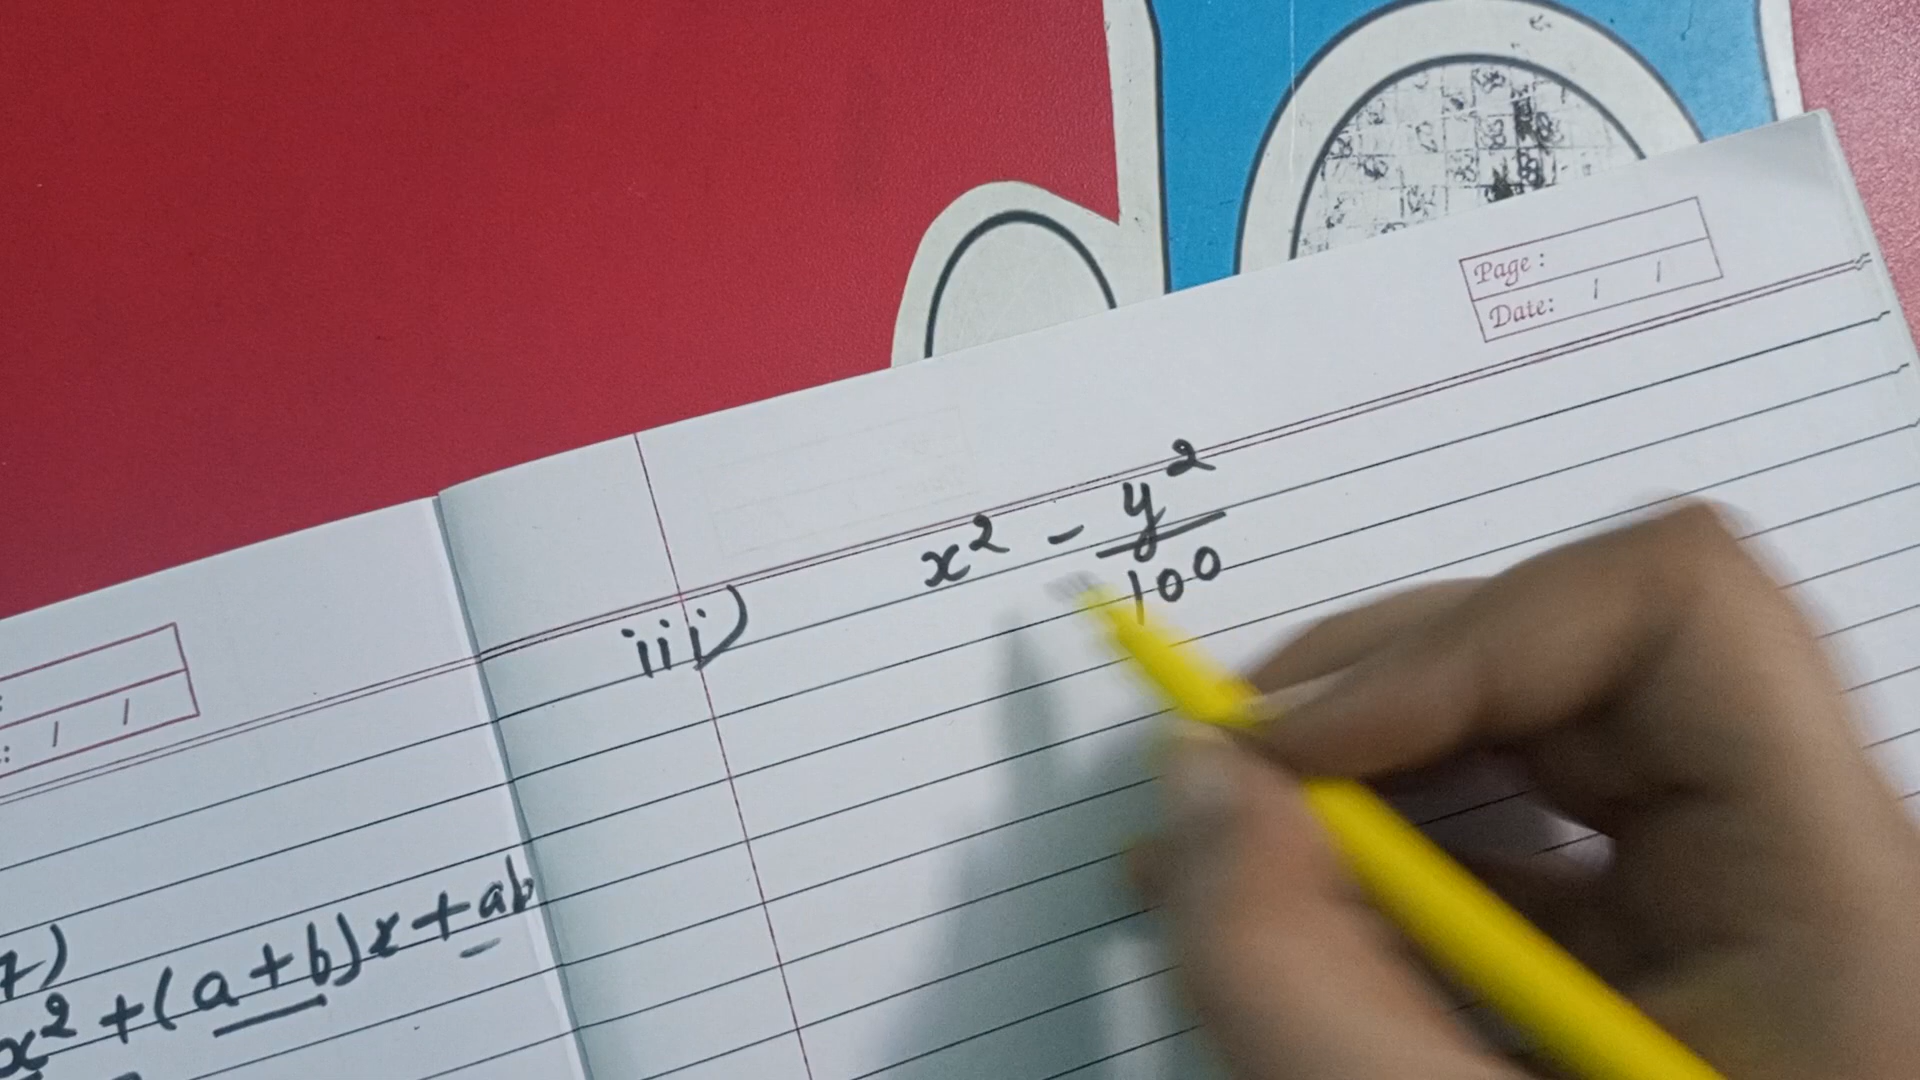 Page :
Date: / /
: / /
iii) x² - y²/100
7)
x² + (a+b)x + ab